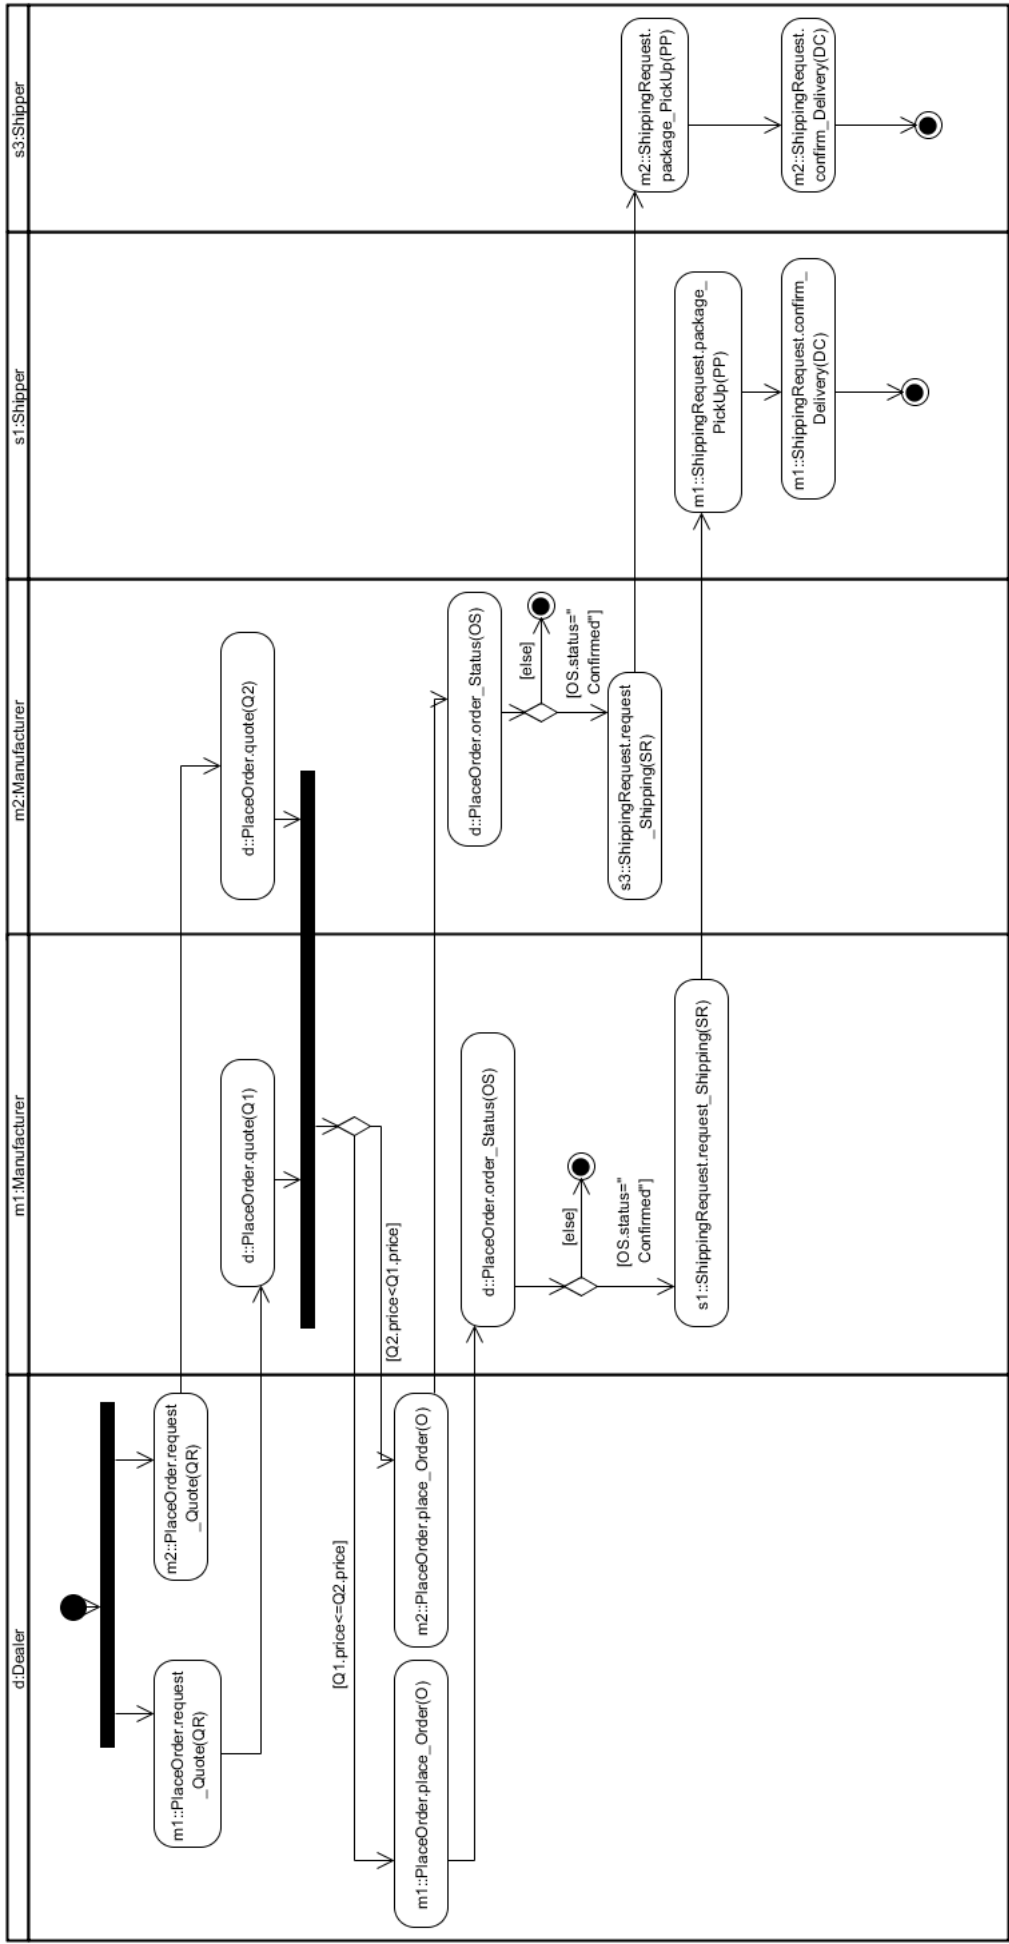 d:Dealer
m1:Manufacturer
m2:Manufacturer
s1:Shipper
s3:Shipper
m1::PlaceOrder.request
_Quote(QR)
m2::PlaceOrder.request
_Quote(QR)
d::PlaceOrder.quote(Q1)
d::PlaceOrder.quote(Q2)
[Q1.price<=Q2.price]
[Q2.price<Q1.price]
m1::PlaceOrder.place_Order(O)
m2::PlaceOrder.place_Order(O)
d::PlaceOrder.order_Status(OS)
d::PlaceOrder.order_Status(OS)
[else]
[OS.status="
Confirmed"]
[else]
[OS.status="
Confirmed"]
s1::ShippingRequest.request_Shipping(SR)
s3::ShippingRequest.request
_Shipping(SR)
m1::ShippingRequest.package_
PickUp(PP)
m2::ShippingRequest.
package_PickUp(PP)
m1::ShippingRequest.confirm_
Delivery(DC)
m2::ShippingRequest.
confirm_Delivery(DC)